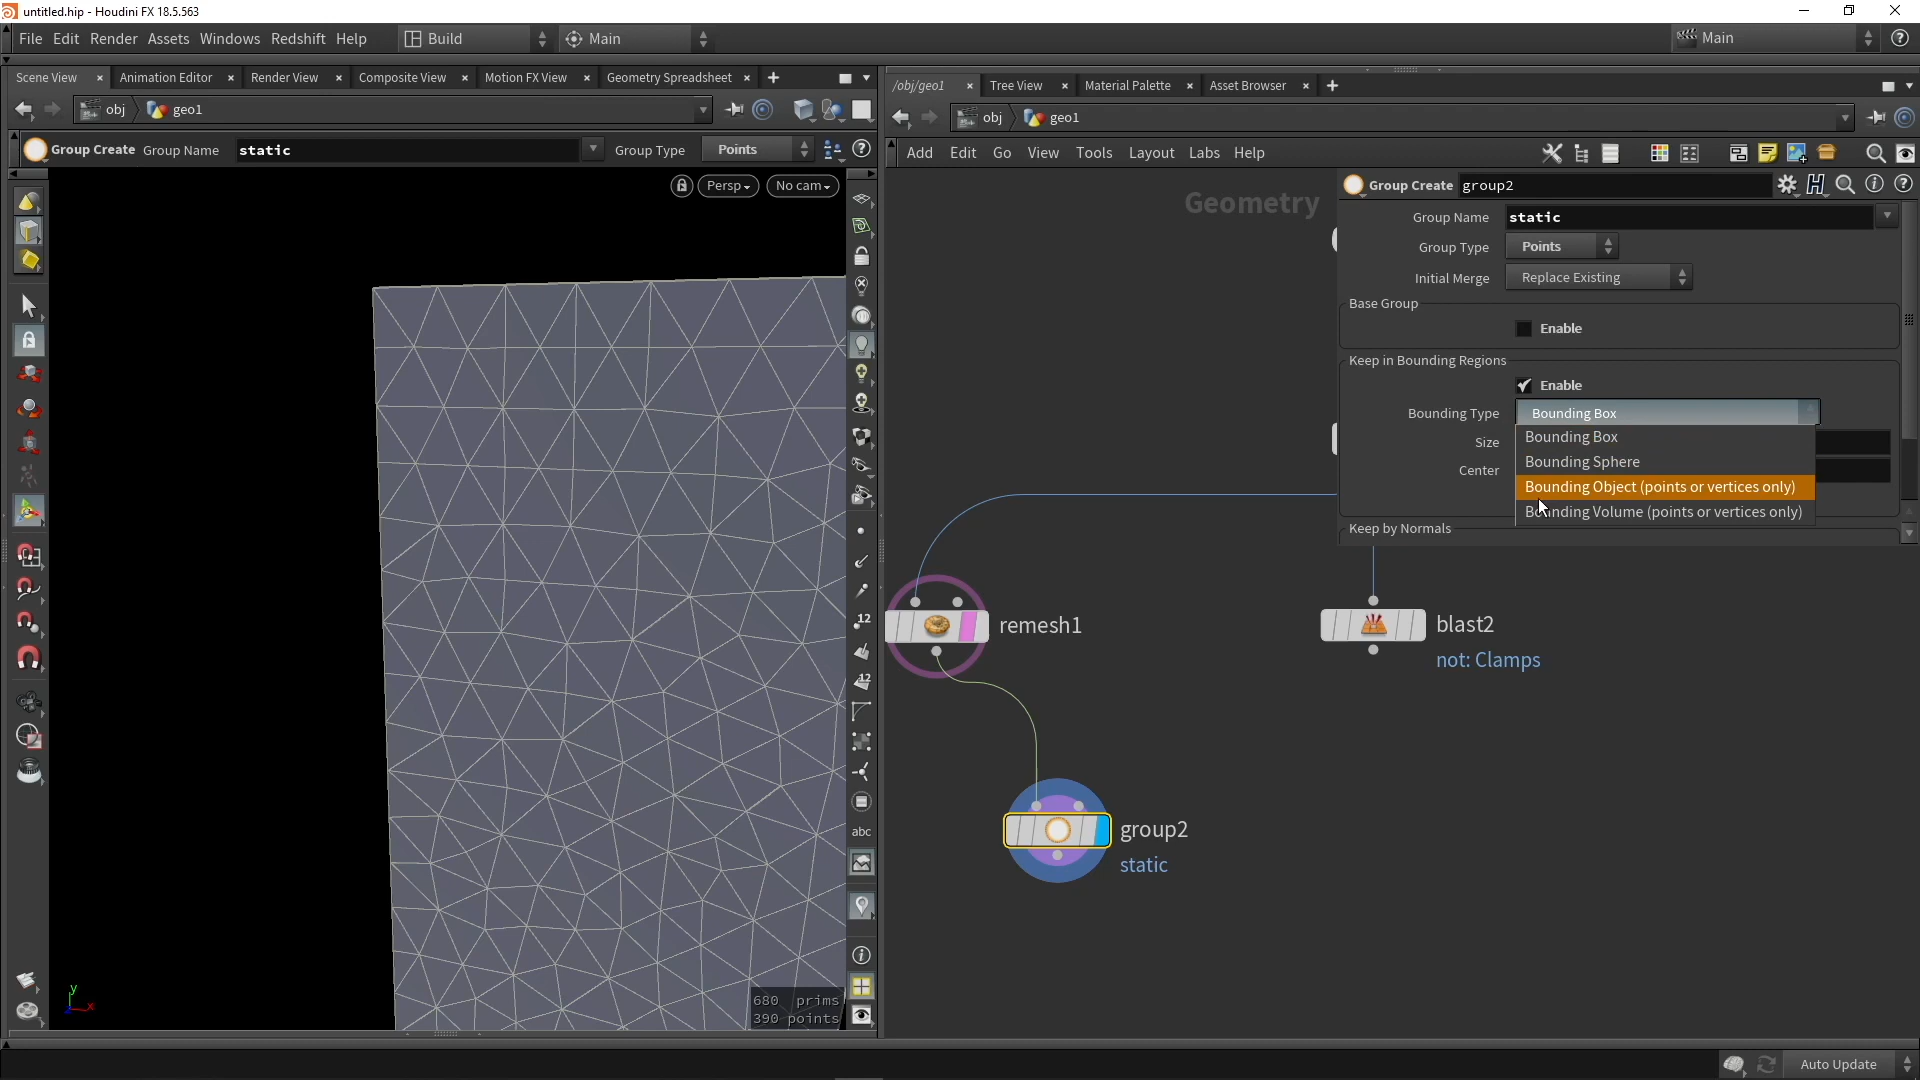 untitled.hip - Houdini FX 18.5.563
File Edit Render Assets Windows Redshift Help
Build
Main
Main
Scene View
Animation Editor
Render View
Composite View
Motion FX View
Geometry Spreadsheet
/obj/geo1
Tree View
Material Palette
Asset Browser
obj
geo1
obj
geo1
Group Create
Group Name
static
Group Type
Points
Add Edit Go View Tools Layout Labs Help
Persp
No cam
Geometry
Group Create
group2
Group Name
static
Group Type
Points
Initial Merge
Replace Existing
Base Group
Enable
Keep in Bounding Regions
Enable
Bounding Type
Bounding Box
Size
Bounding Box
Center
Bounding Sphere
Bounding Object (points or vertices only)
Bounding Volume (points or vertices only)
Keep by Normals
remesh1
blast2
not: Clamps
group2
static
12
12
abc
y
x
680 prims
390 points
Auto Update